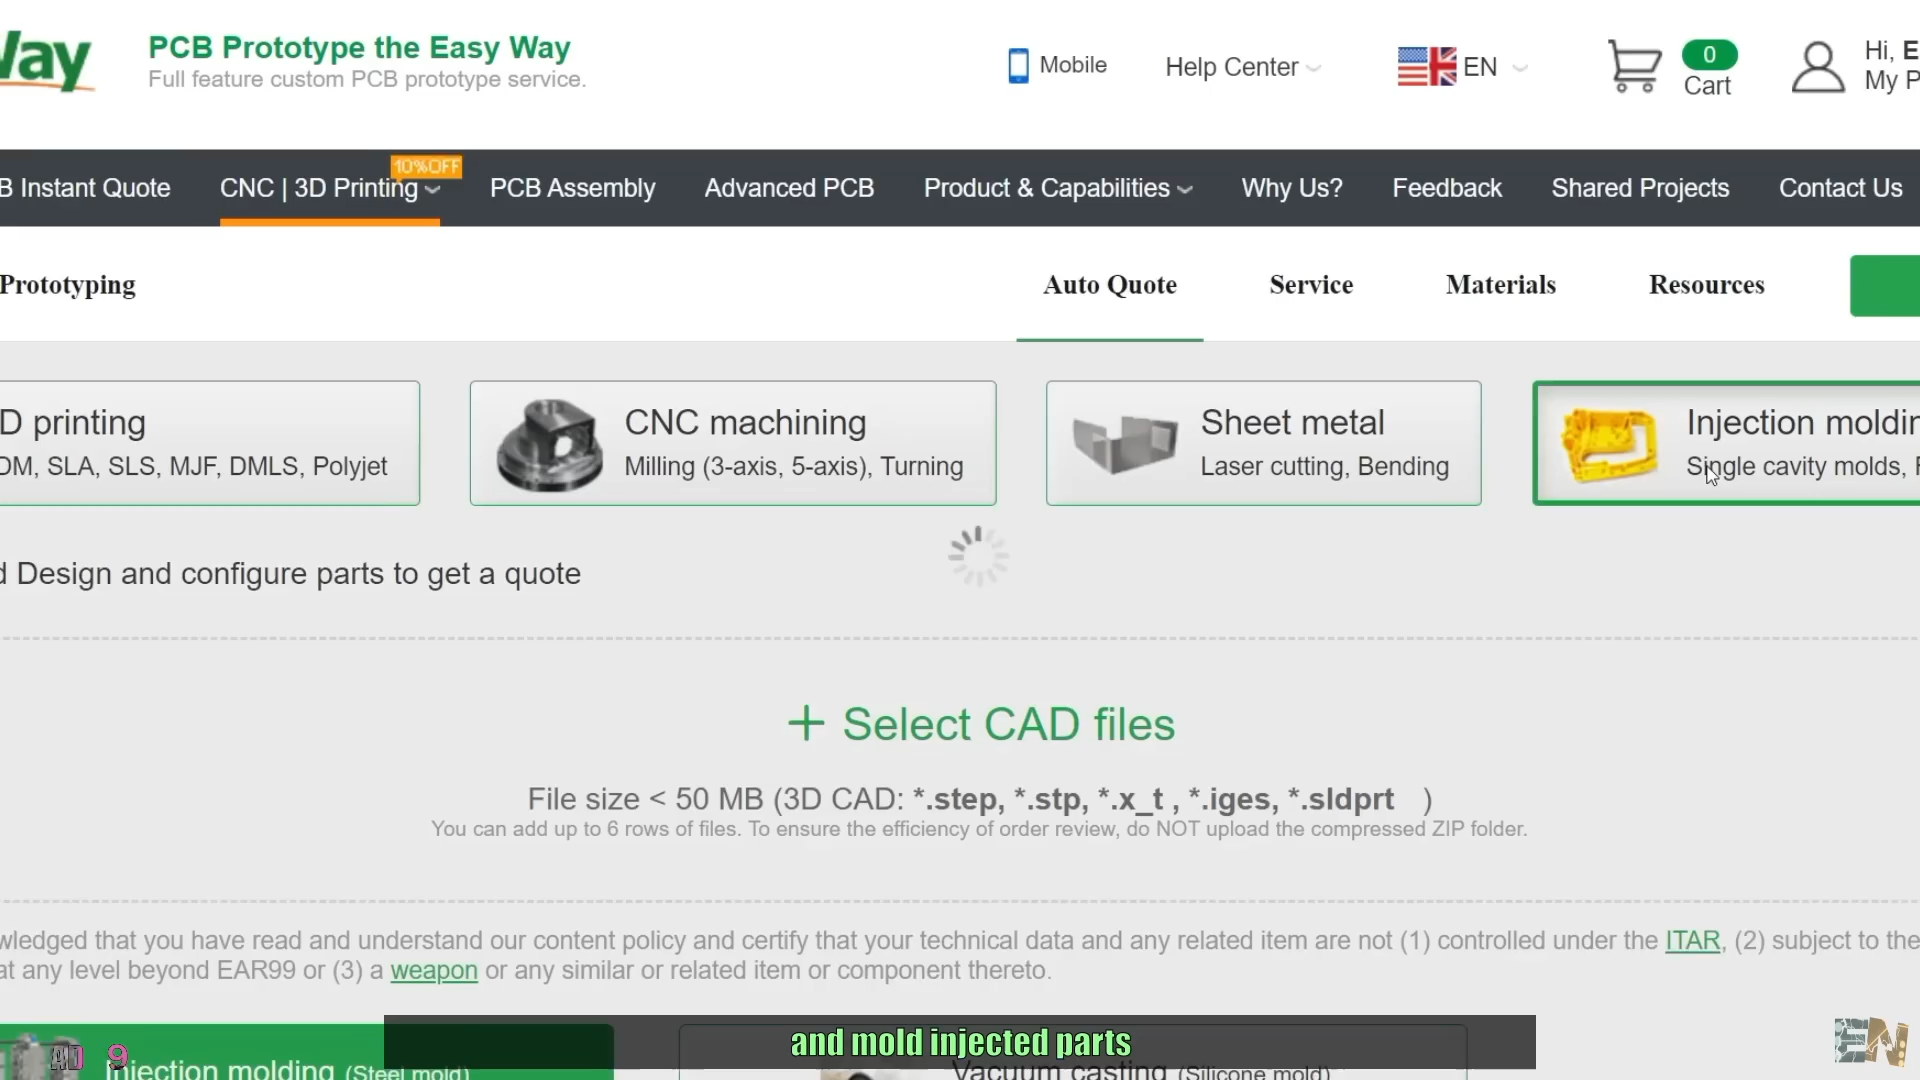 Way
PCB Prototype the Easy Way
Full feature custom PCB prototype service.
Mobile
Help Center
EN
0
Cart
Hi, E
My P
10%OFF
B Instant Quote
CNC | 3D Printing
PCB Assembly
Advanced PCB
Product & Capabilities
Why Us?
Feedback
Shared Projects
Contact Us
Prototyping
Auto Quote
Service
Materials
Resources
D printing
DM, SLA, SLS, MJF, DMLS, Polyjet
CNC machining
Milling (3-axis, 5-axis), Turning
Sheet metal
Laser cutting, Bending
Injection moldin
Single cavity molds,
d Design and configure parts to get a quote
+ Select CAD files
File size < 50 MB (3D CAD: *.step, *.stp, *.x_t , *.iges, *.sldprt )
You can add up to 6 rows of files. To ensure the efficiency of order review, do NOT upload the compressed ZIP folder.
wledged that you have read and understand our content policy and certify that your technical data and any related item are not (1) controlled under the ITAR, (2) subject to the
at any level beyond EAR99 or (3) a weapon or any similar or related item or component thereto.
and mold injected parts
AD 9
Injection molding (Steel mold)
Vacuum casting (Silicone mold)
EN